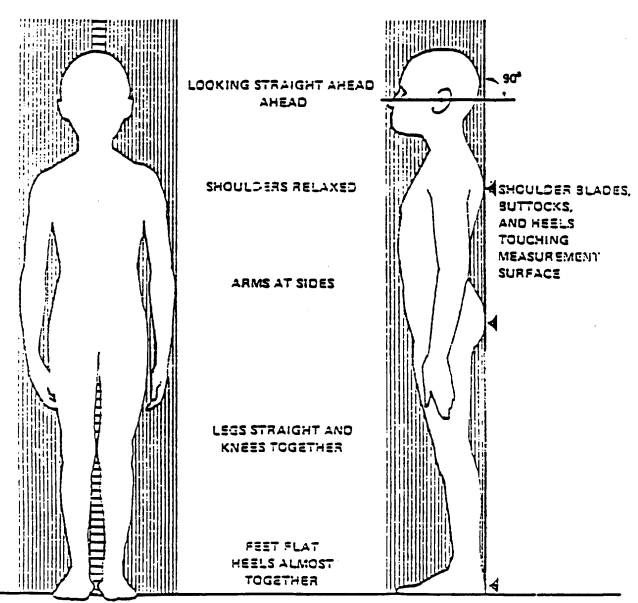 LOOKING STRAIGHT AHEAD
AHEAD
90°
SHOULDERS RELAXED
SHOULDER BLADES,
BUTTOCKS,
AND HEELS
TOUCHING
MEASUREMENT
SURFACE
ARMS AT SIDES
LEGS STRAIGHT AND
KNEES TOGETHER
FEET FLAT
HEELS ALMOST
TOGETHER